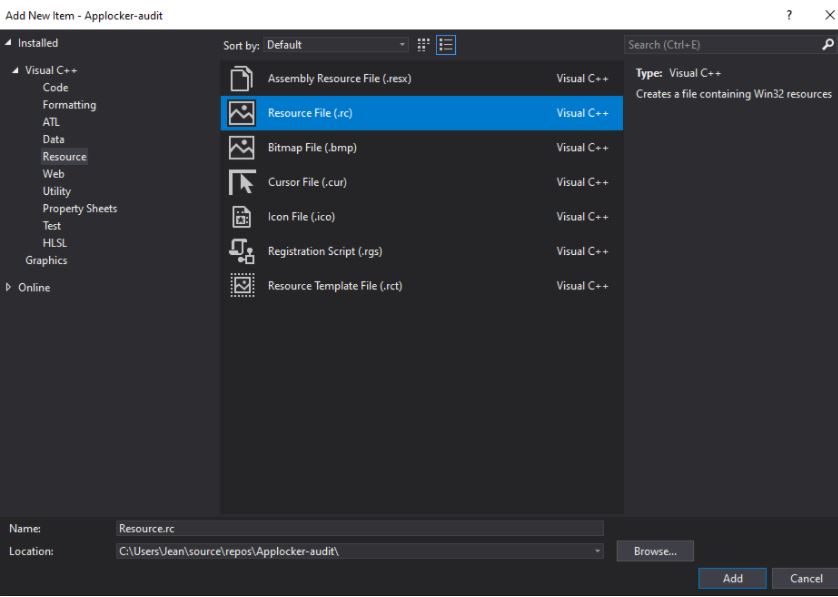 Add New Item - Applocker-audit
? X
Installed
Sort by: Default
Search (Ctrl+E)
Visual C++
Code
Formatting
ATL
Data
Resource
Web
Utility
Property Sheets
Test
HLSL
Graphics
Online
Assembly Resource File (.resx) Visual C++
Resource File (.rc) Visual C++
Bitmap File (.bmp) Visual C++
Cursor File (.cur) Visual C++
Icon File (.ico) Visual C++
Registration Script (.rgs) Visual C++
Resource Template File (.rct) Visual C++
Type: Visual C++
Creates a file containing Win32 resources
Name: Resource.rc
Location: C:\Users\Jean\source\repos\Applocker-audit\ Browse...
Add Cancel